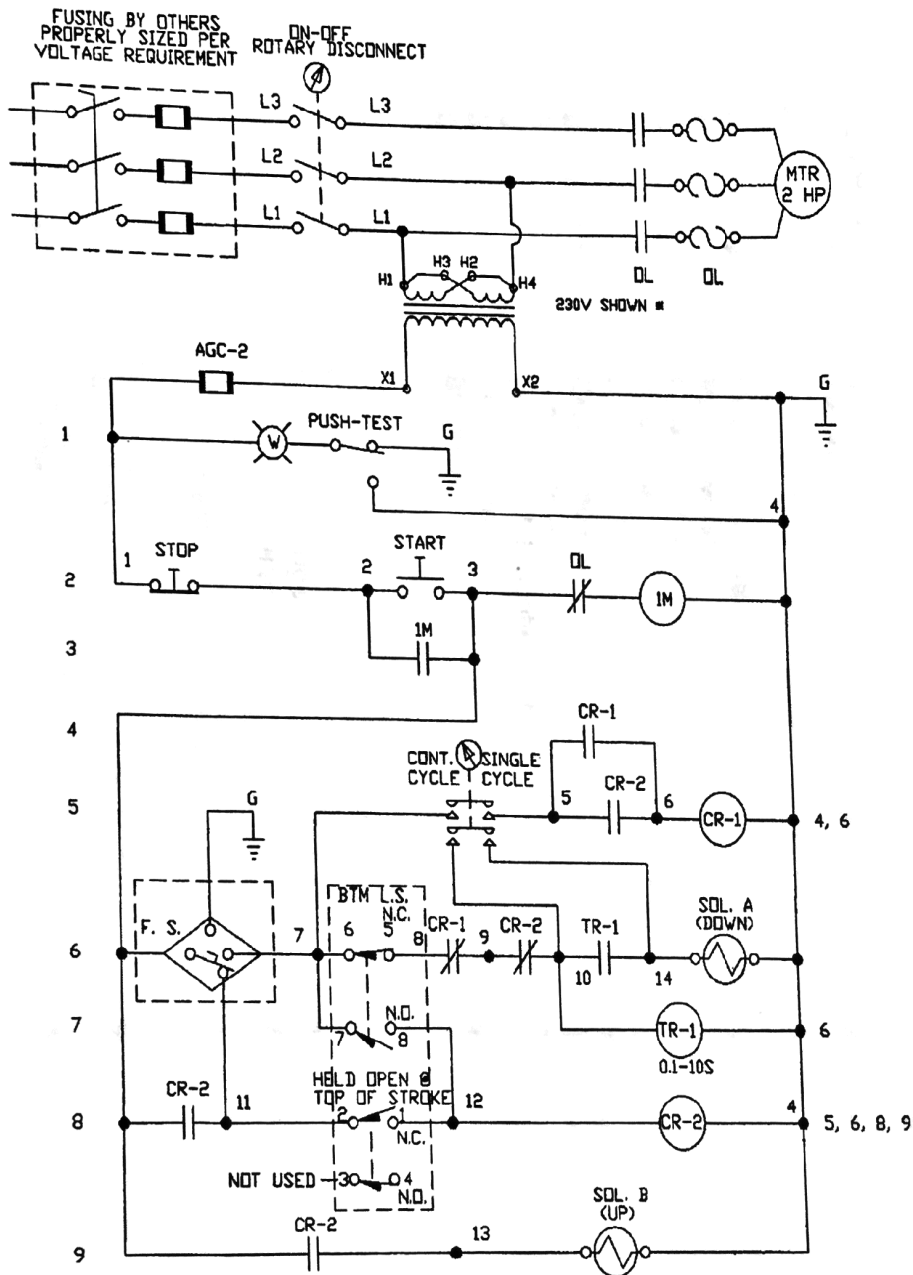 FUSING BY OTHERS
PROPERLY SIZED PER
VOLTAGE REQUIREMENT
ON-OFF
ROTARY DISCONNECT
L3
L3
L2
L2
L1
L1
MTR
2 HP
OL
OL
H1
H3
H2
H4
230V SHOWN
AGC-2
X1
X2
G
1
W
PUSH-TEST
G
4
2
1
STOP
2
START
3
OL
1M
3
1M
4
CONT.
CYCLE
SINGLE
CYCLE
CR-1
5
G
5
CR-2
6
CR-1
4, 6
6
F. S.
7
BTM L.S.
N.C.
6
5
8
CR-1
9
CR-2
10
TR-1
14
SOL. A
(DOWN)
7
7
N.O.
8
TR-1
0.1-10S
6
HELD OPEN @
TOP OF STROKE
8
CR-2
11
2
1
N.C.
12
CR-2
4
5, 6, 8, 9
NOT USED
3
4
N.O.
9
CR-2
13
SOL. B
(UP)